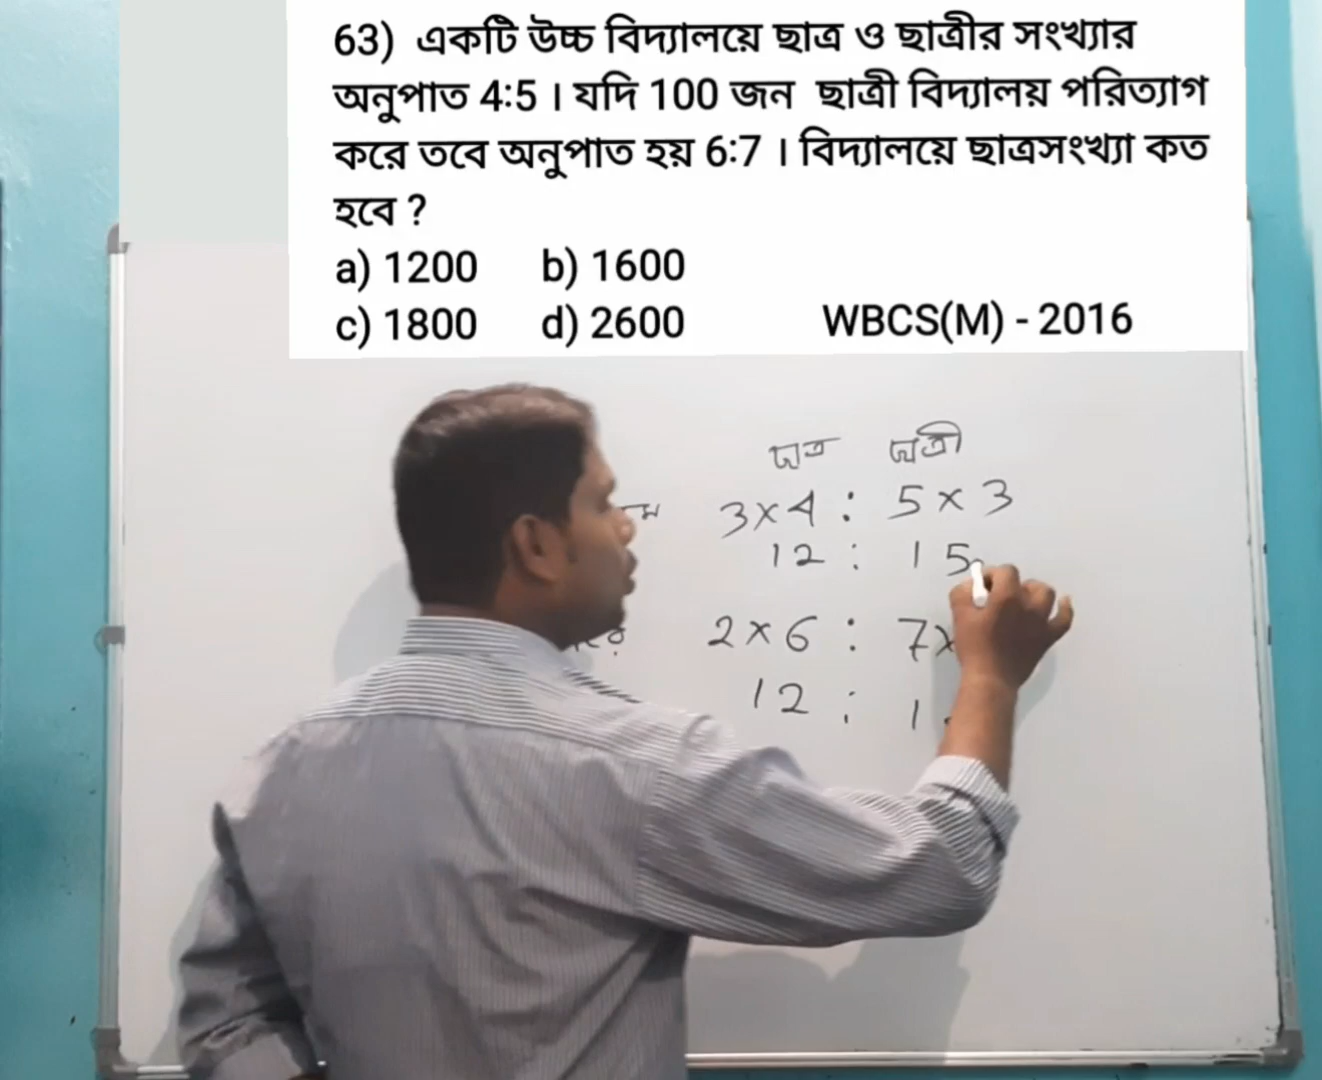 63) একটি উচ্চ বিদ্যালয়ে ছাত্র ও ছাত্রীর সংখ্যার
অনুপাত 4:5 । যদি 100 জন ছাত্রী বিদ্যালয় পরিত্যাগ
করে তবে অনুপাত হয় 6:7 । বিদ্যালয়ে ছাত্রসংখ্যা কত
হবে ?
a) 1200 b) 1600
c) 1800 d) 2600 WBCS(M) - 2016
ছাত্র ছাত্রী
3×4 : 5×3
12 : 15
2×6 : 7×
12 : 1